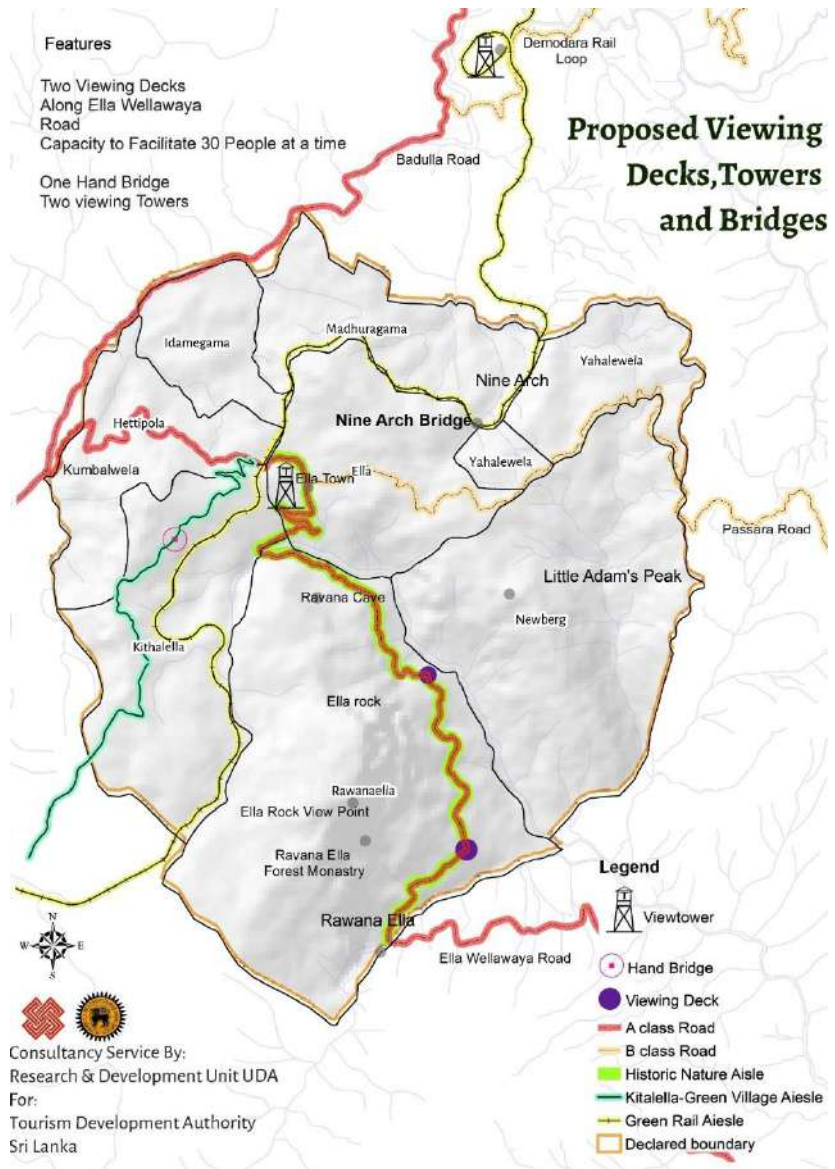 Features
Two Viewing Decks
Along Ella Wellawaya
Road
Capacity to Facilitate 30 People at a time
One Hand Bridge
Two viewing Towers
Proposed Viewing
Decks,Towers
and Bridges
Demodara Rail
Loop
Badulla Road
Idamegama
Madhuragama
Yahalewela
Nine Arch
Hettipola
Nine Arch Bridge
Kumbalwela
Yahalewela
Ella
Ella Town
Passara Road
Little Adam's Peak
Ravana Cave
Newberg
Kithalella
Ella rock
Rawanaella
Ella Rock View Point
Ravana Ella
Forest Monastry
Rawana Ella
Ella Wellawaya Road
Legend
Viewtower
Hand Bridge
Viewing Deck
A class Road
B class Road
Historic Nature Aisle
Kitalella-Green Village Aiesle
Green Rail Aiesle
Declared boundary
N
W
E
S
Consultancy Service By:
Research & Development Unit UDA
For:
Tourism Development Authority
Sri Lanka